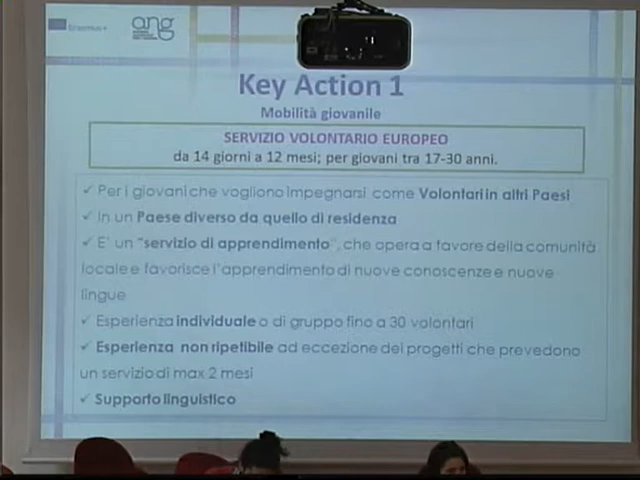 Erasmus+
ang
Key Action 1
Mobilità giovanile
SERVIZIO VOLONTARIO EUROPEO
da 14 giorni a 12 mesi; per giovani tra 17-30 anni.
✓ Per i giovani che vogliono impegnarsi come Volontari in altri Paesi
✓ In un Paese diverso da quello di residenza
✓ E' un "servizio di apprendimento", che opera a favore della comunità
locale e favorisce l'apprendimento di nuove conoscenze e nuove
lingue
✓ Esperienza individuale o di gruppo fino a 30 volontari
✓ Esperienza non ripetibile ad eccezione dei progetti che prevedono
un servizio di max 2 mesi
✓ Supporto linguistico